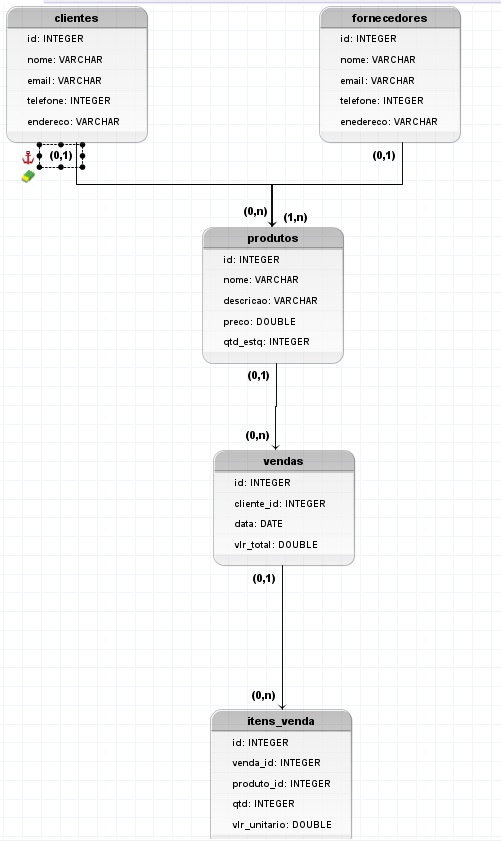 clientes
id: INTEGER
nome: VARCHAR
email: VARCHAR
telefone: INTEGER
endereco: VARCHAR
(0,1)
fornecedores
id: INTEGER
nome: VARCHAR
email: VARCHAR
telefone: INTEGER
enedereco: VARCHAR
(0,1)
(0,n)
(1,n)
produtos
id: INTEGER
nome: VARCHAR
descricao: VARCHAR
preco: DOUBLE
qtd_estq: INTEGER
(0,1)
(0,n)
vendas
id: INTEGER
cliente_id: INTEGER
data: DATE
vlr_total: DOUBLE
(0,1)
(0,n)
itens_venda
id: INTEGER
venda_id: INTEGER
produto_id: INTEGER
qtd: INTEGER
vlr_unitario: DOUBLE